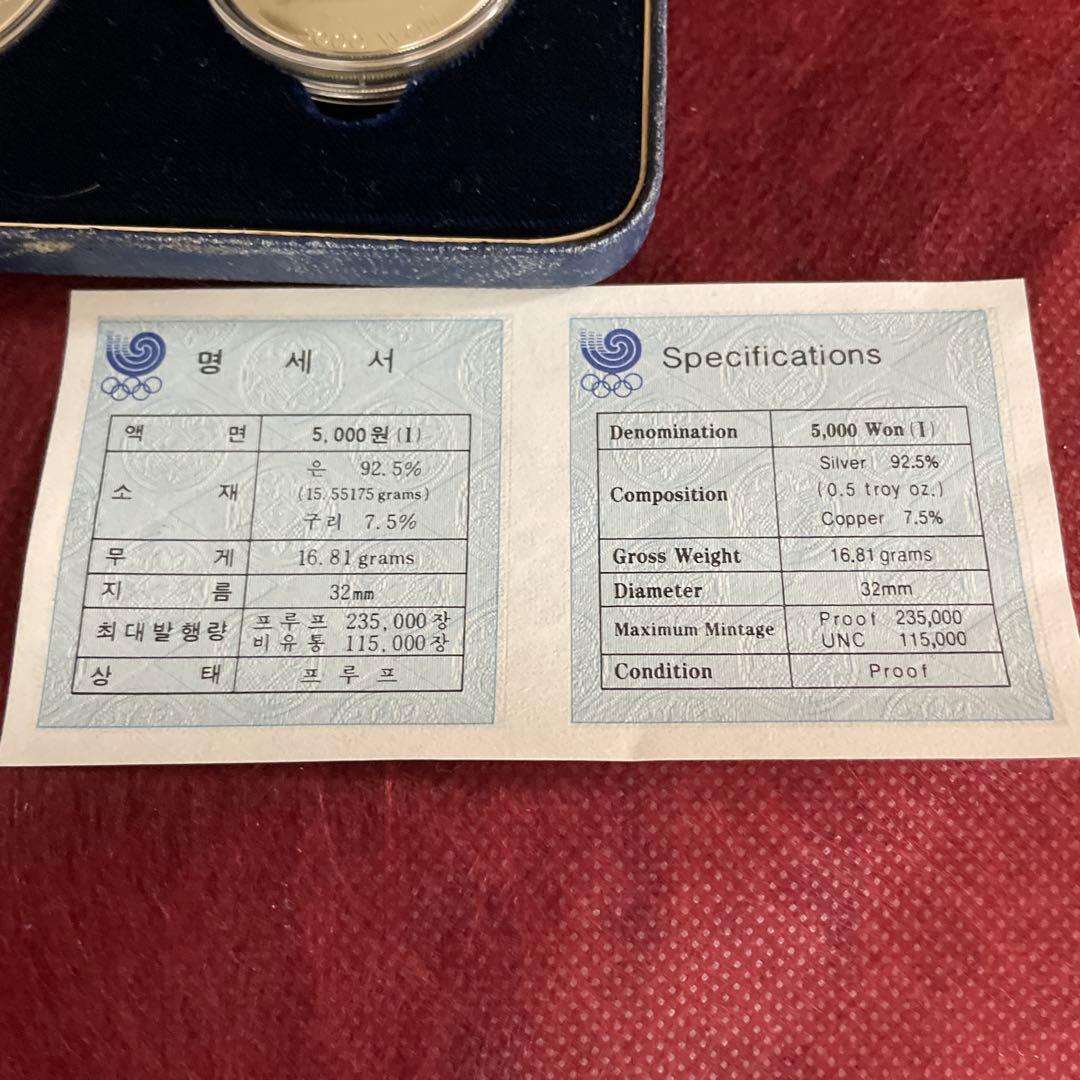 명 세 서
액 면 5,000원(I)
소 재 은 92.5%
(15.55175 grams)
구리 7.5%
무 게 16.81 grams
지 름 32mm
최대발행량 프루프 235,000장
비유통 115,000장
상 태 프루프
Specifications
Denomination 5,000 Won (I)
Composition Silver 92.5%
(0.5 troy oz.)
Copper 7.5%
Gross Weight 16.81 grams
Diameter 32mm
Maximum Mintage Proof 235,000
UNC 115,000
Condition Proof